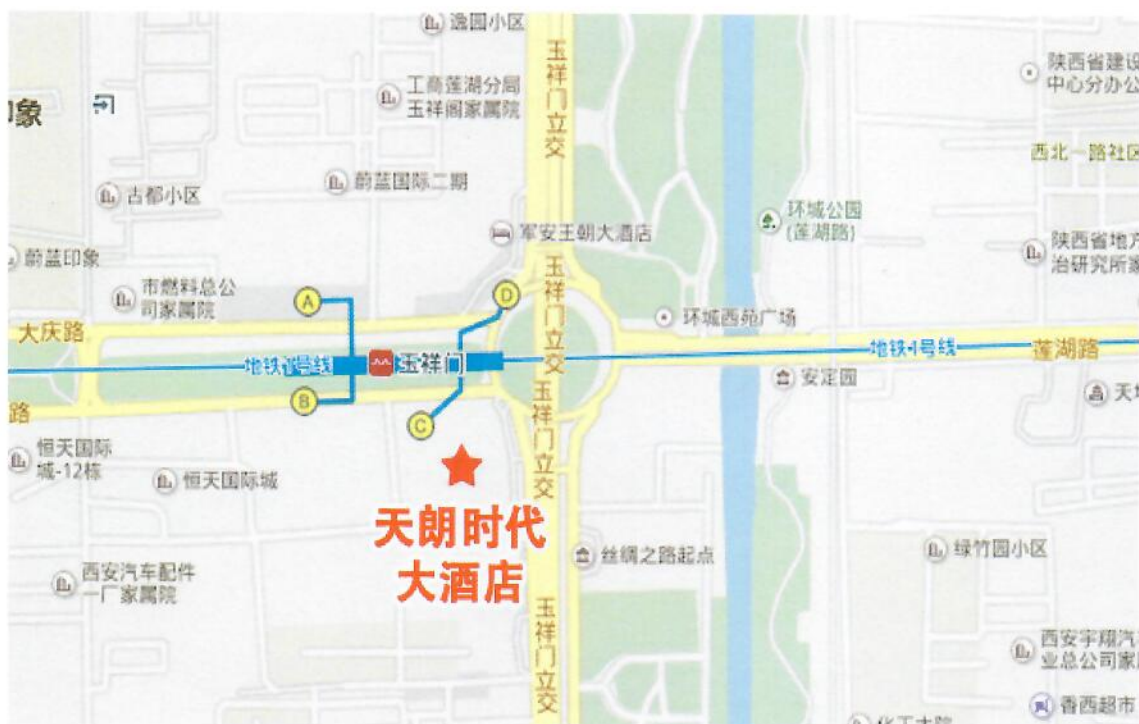 逸园小区
玉祥门立交
工商莲湖分局
玉祥阁家属院
陕西省建设
中心分办公
印象
西北一路社区
蔚蓝国际二期
古都小区
环城公园
(莲湖路)
军安王朝大酒店
陕西省地方
治研究所家
蔚蓝印象
市燃料总公
司家属院
玉祥门立交
A
D
环城西苑广场
大庆路
地铁1号线
玉祥门
地铁1号线
莲湖路
安定园
B
路
C
玉祥门立交
恒天国际
城-12栋
恒天国际城
天朗时代
大酒店
丝绸之路起点
绿竹园小区
西安汽车配件
一厂家属院
玉祥门立交
西安宇翔汽
业总公司家属
香西超市